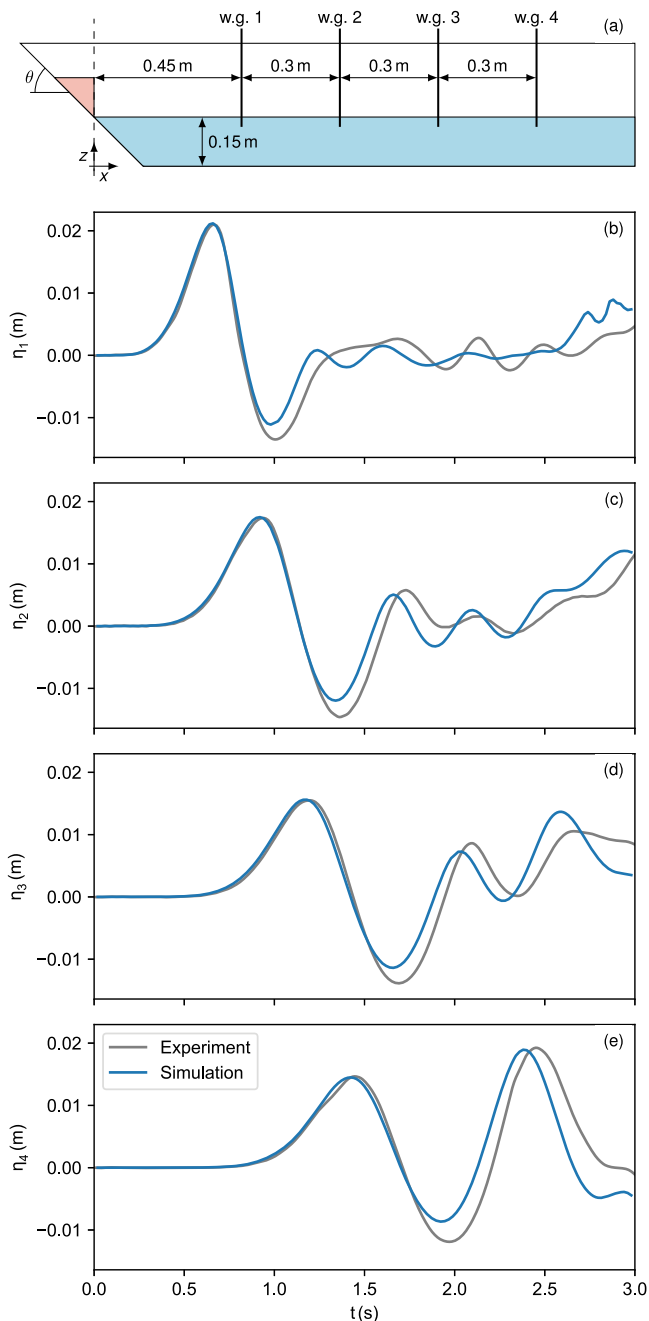 w.g. 1 w.g. 2 w.g. 3 w.g. 4 (a)
θ 0.45 m 0.3 m 0.3 m 0.3 m
0.15 m
z
x
(b)
0.02
0.01
0.00
−0.01
η1 (m)
(c)
0.02
0.01
0.00
−0.01
η2 (m)
(d)
0.02
0.01
0.00
−0.01
η3 (m)
(e)
Experiment
Simulation
0.02
0.01
0.00
−0.01
η4 (m)
0.0 0.5 1.0 1.5 2.0 2.5 3.0
t (s)